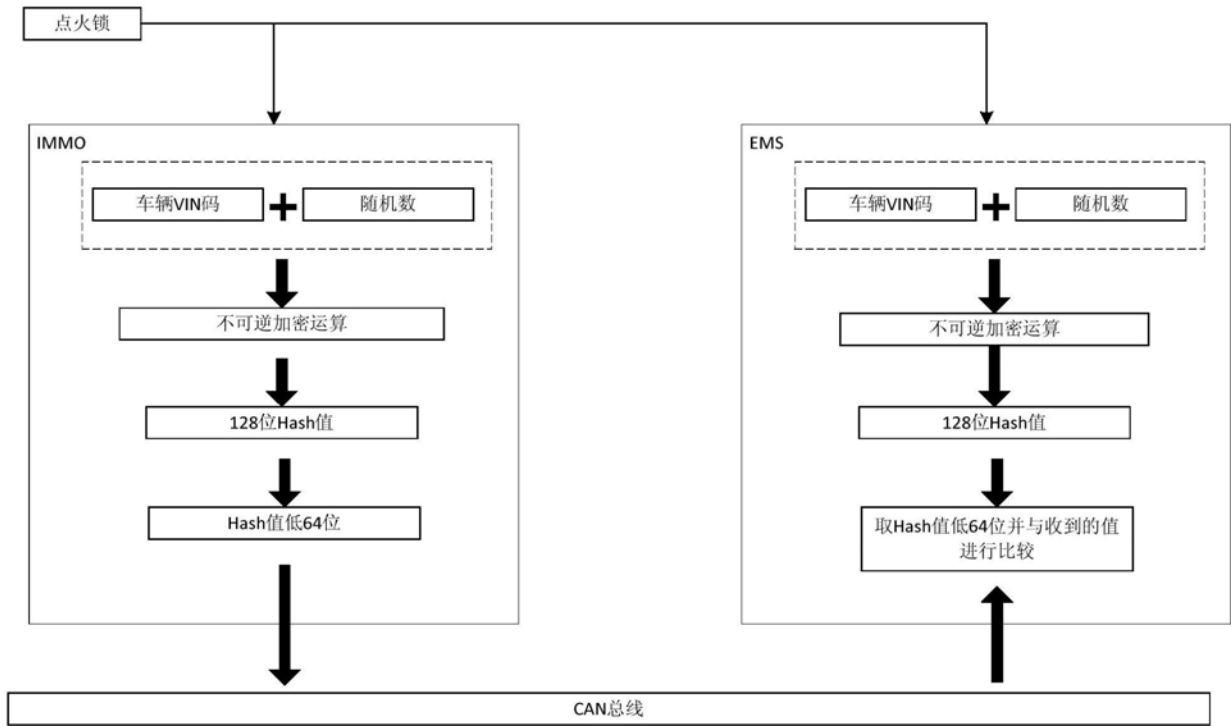 点火锁
IMMO
车辆VIN码
随机数
不可逆加密运算
128位Hash值
Hash值低64位
EMS
车辆VIN码
随机数
不可逆加密运算
128位Hash值
取Hash值低64位并与收到的值
进行比较
CAN总线